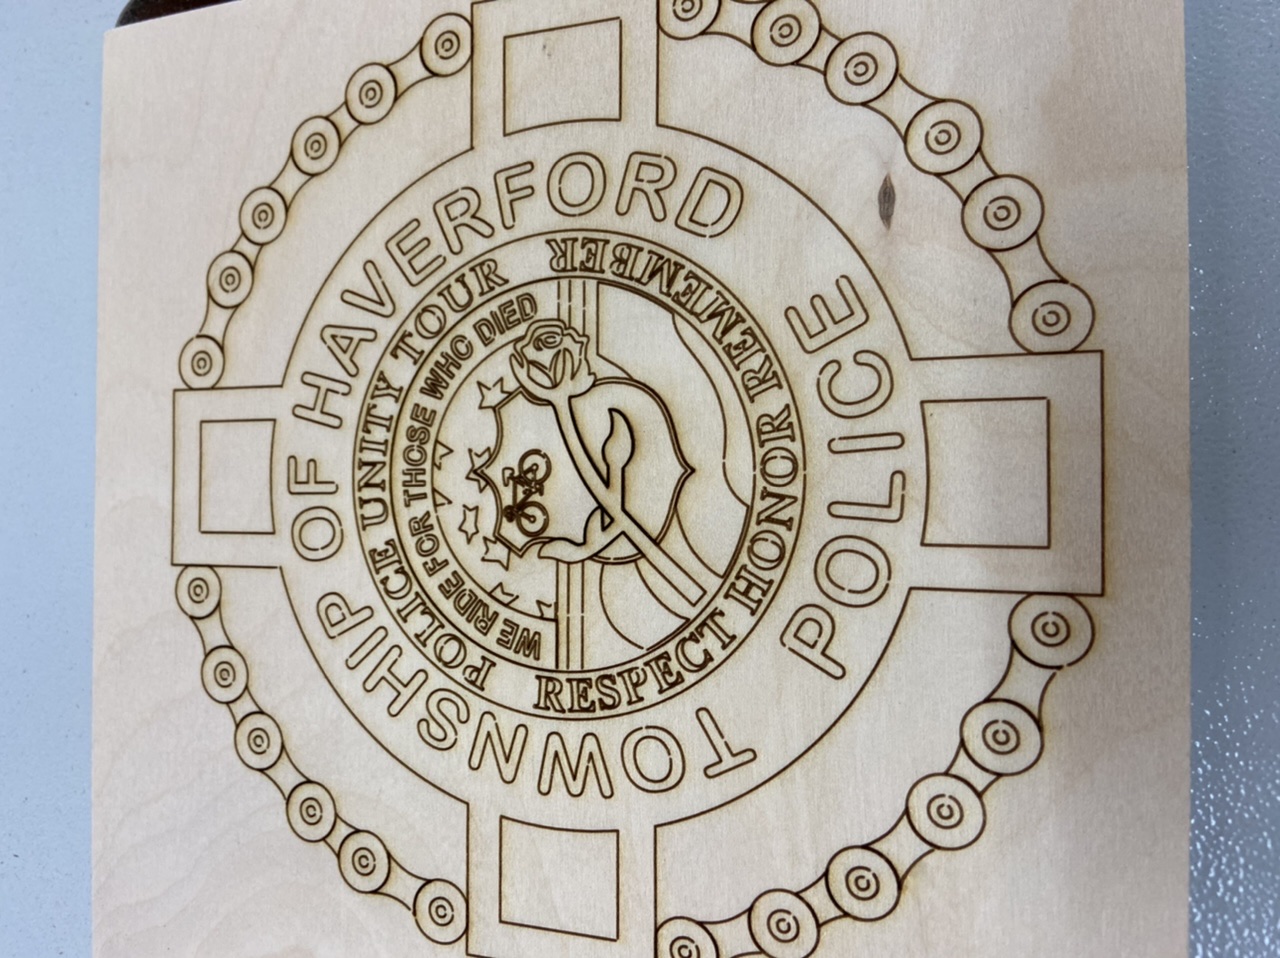 TOWNSHIP OF HAVERFORD
POLICE
POLICE UNITY TOUR
RESPECT HONOR REMEMBER
WE RIDE FOR THOSE WHO DIED